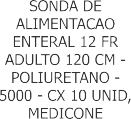 SONDA DE
ALIMENTACAO
ENTERAL 12 FR
ADULTO 120 CM -
POLIURETANO -
5000 - CX 10 UNID,
MEDICONE